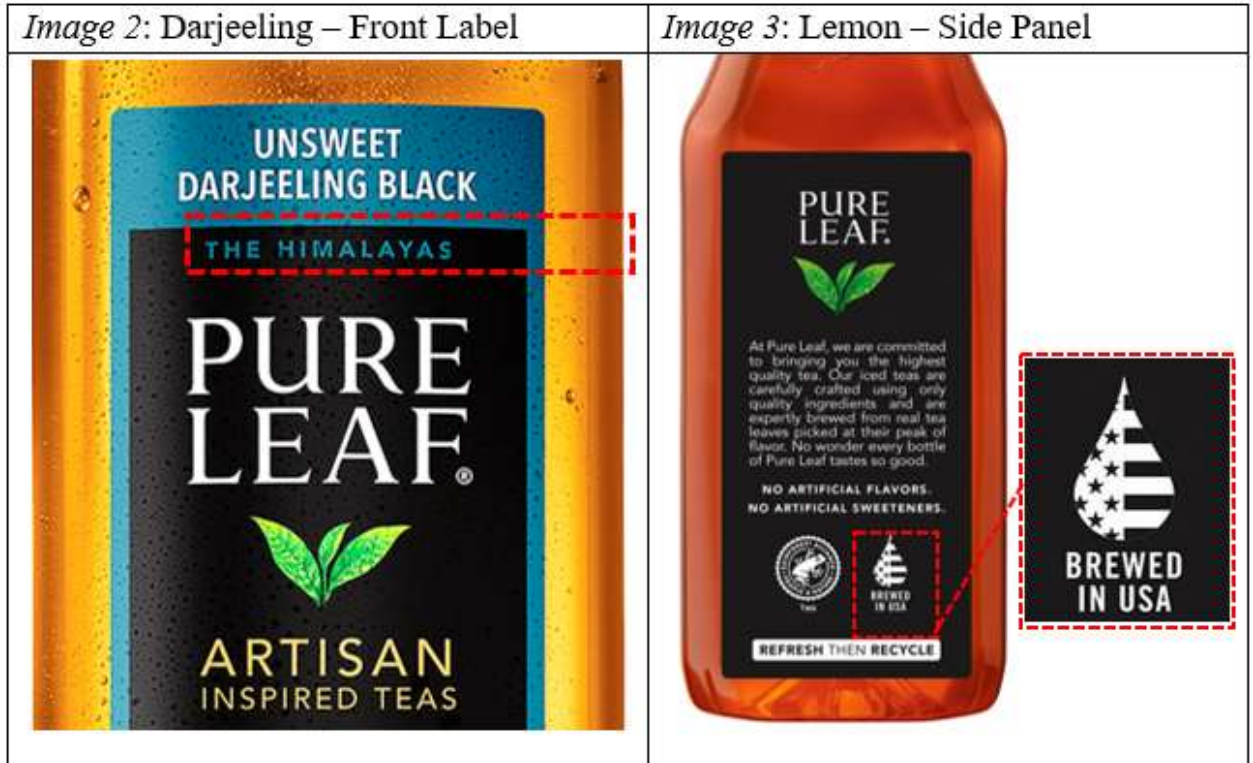 Image 2: Darjeeling – Front Label
UNSWEET
DARJEELING BLACK
THE HIMALAYAS
PURE
LEAF®
ARTISAN
INSPIRED TEAS
Image 3: Lemon – Side Panel
PURE
LEAF.
At Pure Leaf, we are committed
to bringing you the highest
quality tea. Our iced teas are
carefully crafted using only
quality ingredients and are
expertly brewed from real tea
leaves picked at their peak of
flavor. No wonder every bottle
of Pure Leaf tastes so good.
NO ARTIFICIAL FLAVORS.
NO ARTIFICIAL SWEETENERS.
BREWED
IN USA
REFRESH THEN RECYCLE
BREWED
IN USA